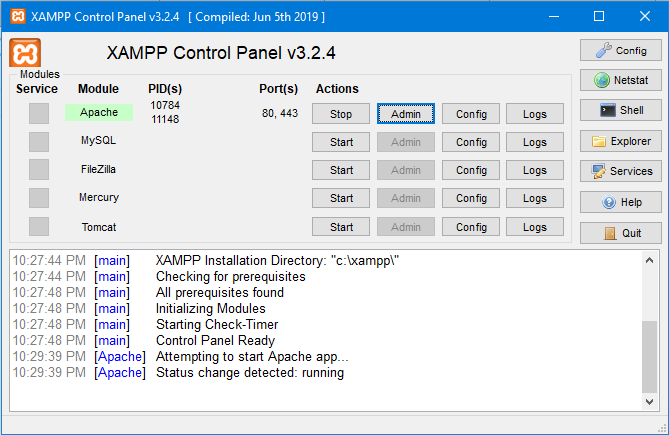 XAMPP Control Panel v3.2.4 [ Compiled: Jun 5th 2019 ]
XAMPP Control Panel v3.2.4
Config
Modules
Service Module PID(s) Port(s) Actions
Netstat
Apache 10784 11148 80, 443 Stop Admin Config Logs
Shell
MySQL Start Admin Config Logs
Explorer
FileZilla Start Admin Config Logs
Services
Mercury Start Admin Config Logs
Help
Tomcat Start Admin Config Logs
Quit
10:27:44 PM [main] XAMPP Installation Directory: "c:\xampp\"
10:27:44 PM [main] Checking for prerequisites
10:27:48 PM [main] All prerequisites found
10:27:48 PM [main] Initializing Modules
10:27:48 PM [main] Starting Check-Timer
10:27:48 PM [main] Control Panel Ready
10:29:39 PM [Apache] Attempting to start Apache app...
10:29:39 PM [Apache] Status change detected: running